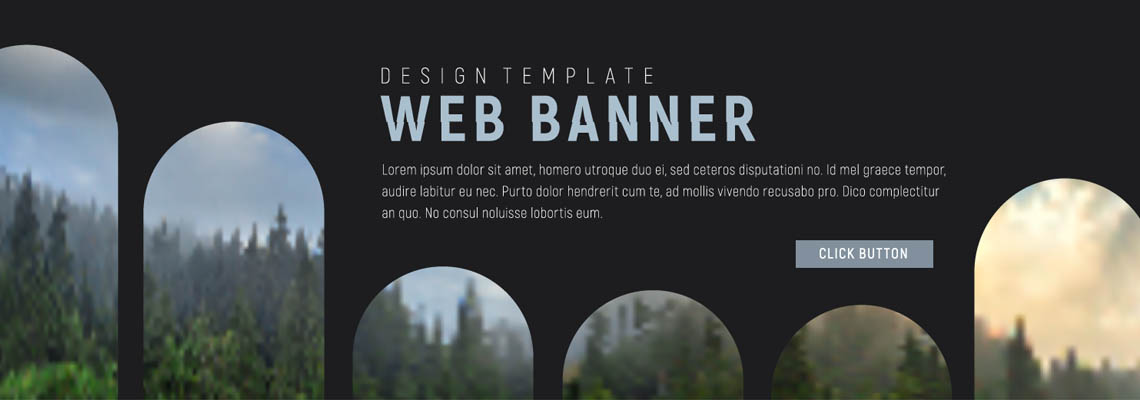 DESIGN TEMPLATE
WEB BANNER
Lorem ipsum dolor sit amet, homero utroque duo ei, sed ceteros disputationi no. Id mel graece tempor,
audire labitur eu nec. Purto dolor hendrerit cum te, ad mollis vivendo recusabo pro. Dico complectitur
an quo. No consul noluisse lobortis eum.
CLICK BUTTON